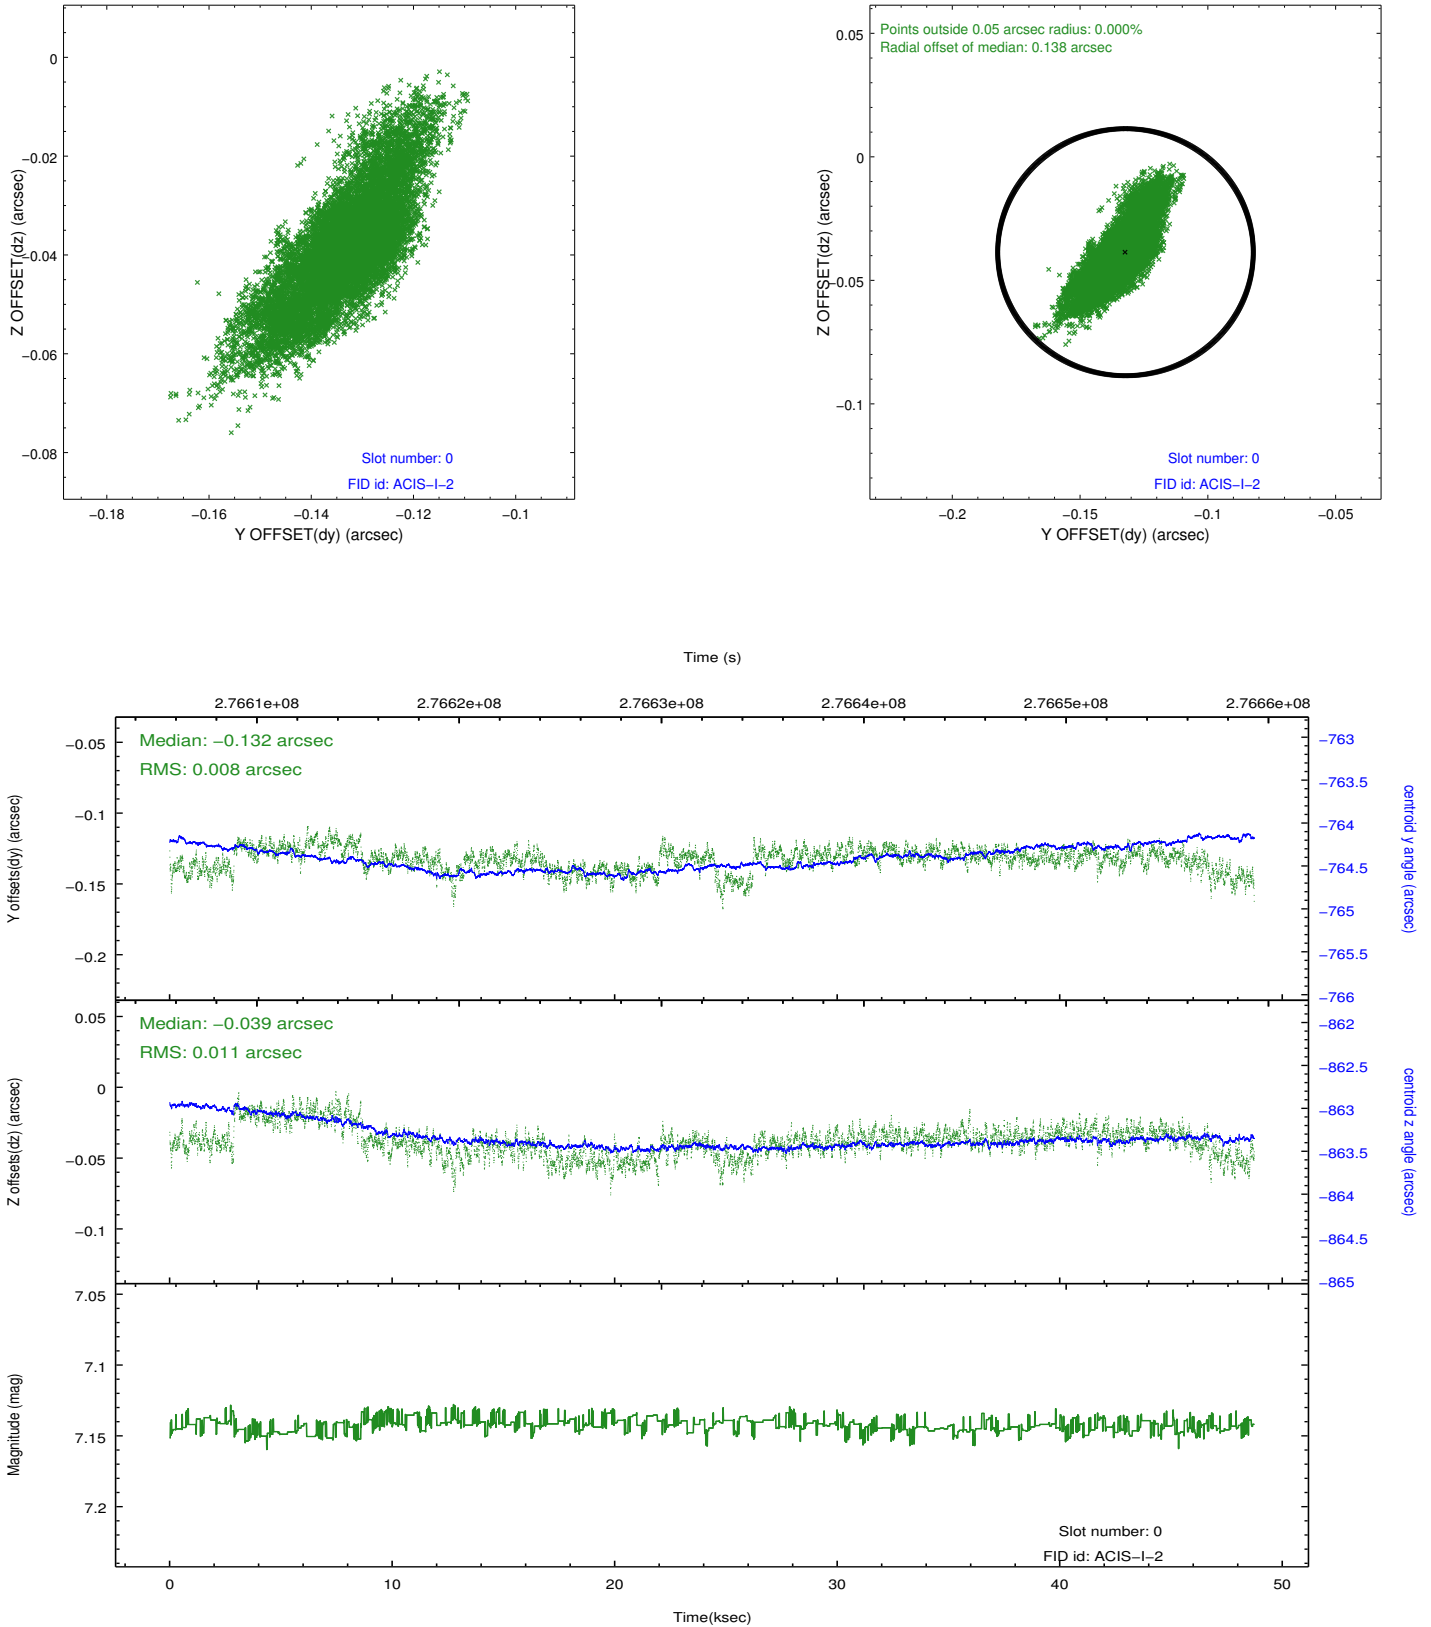 0
−0.02
−0.04
−0.06
−0.08
Z OFFSET(dz) (arcsec)
Slot number: 0
FID id: ACIS−I−2
−0.18
−0.16
−0.14
−0.12
−0.1
Y OFFSET(dy) (arcsec)
Points outside 0.05 arcsec radius: 0.000%
Radial offset of median: 0.138 arcsec
0.05
0
−0.05
−0.1
Z OFFSET(dz) (arcsec)
Slot number: 0
FID id: ACIS−I−2
−0.2
−0.15
−0.1
−0.05
Y OFFSET(dy) (arcsec)
Time (s)
2.7661e+08
2.7662e+08
2.7663e+08
2.7664e+08
2.7665e+08
2.7666e+08
Median: −0.132 arcsec
RMS: 0.008 arcsec
−0.05
−0.1
−0.15
−0.2
Y offsets(dy) (arcsec)
−763
−763.5
−764
−764.5
−765
−765.5
−766
centroid y angle (arcsec)
Median: −0.039 arcsec
RMS: 0.011 arcsec
0.05
0
−0.05
−0.1
Z offsets(dz) (arcsec)
−862
−862.5
−863
−863.5
−864
−864.5
−865
centroid z angle (arcsec)
7.05
7.1
7.15
7.2
Magnitude (mag)
Slot number: 0
FID id: ACIS−I−2
0
10
20
30
40
50
Time(ksec)